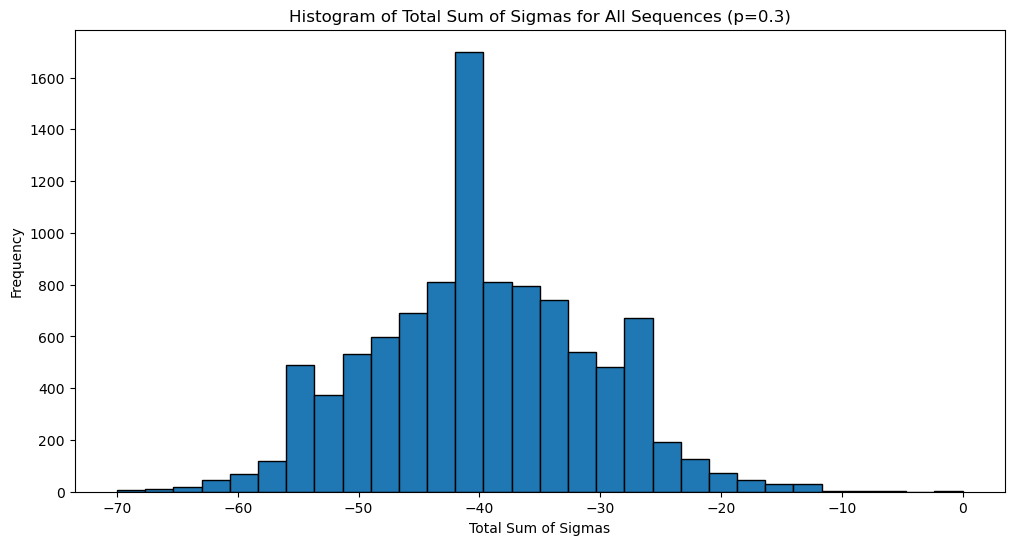 Histogram of Total Sum of Sigmas for All Sequences (p=0.3)
Frequency
1600
1400
1200
1000
800
600
400
200
0
−70 −60 −50 −40 −30 −20 −10 0
Total Sum of Sigmas